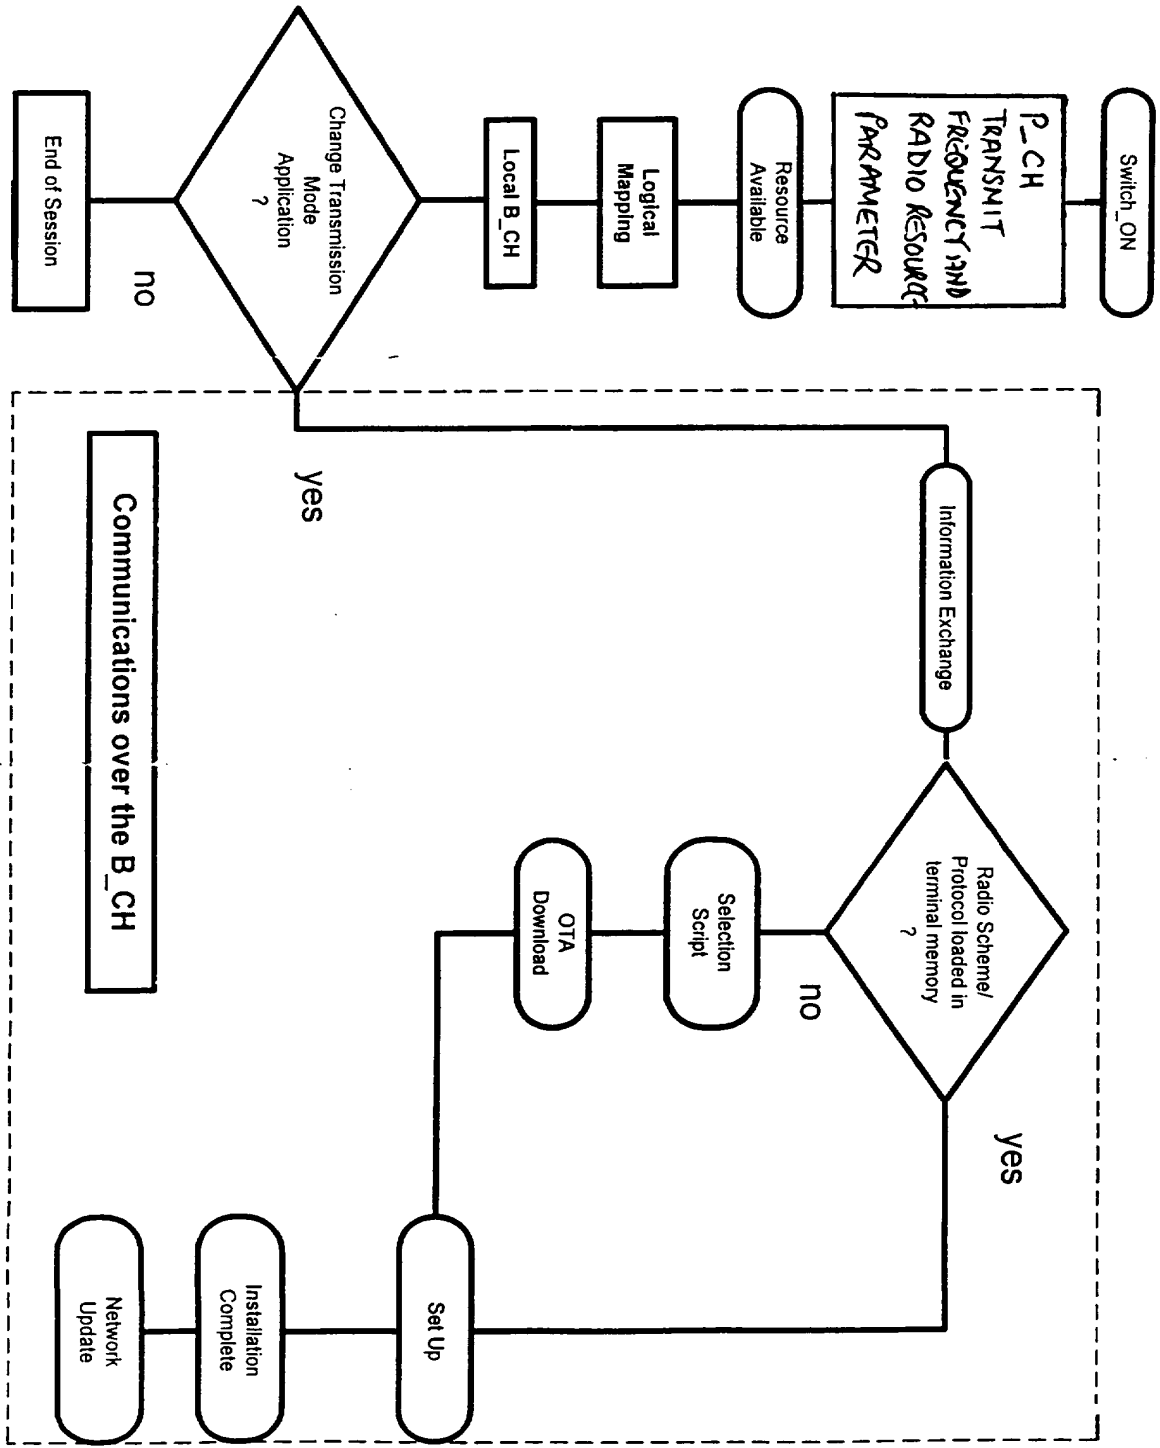 Switch_ON
P_CH
TRANSMIT
FREQUENCY AND
RADIO RESOURCE
PARAMETER
Resource
Available
Logical
Mapping
Local B_CH
Change Transmission
Mode
Application
?
no
End of Session
yes
Information Exchange
Radio Scheme/
Protocol loaded in
terminal memory
?
yes
no
Selection
Script
OTA
Download
Set Up
Installation
Complete
Network
Update
Communications over the B_CH